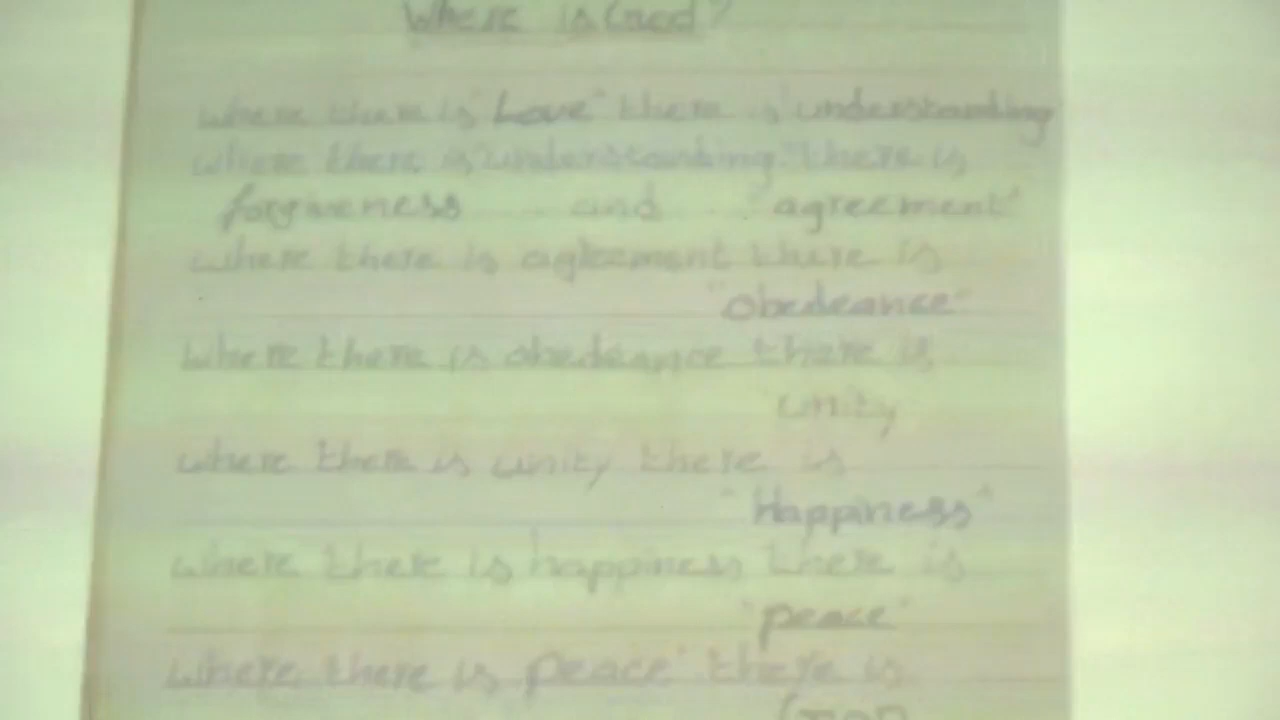 Where is God?
where there is "Love" there is "understanding
where there is "understanding" there is
forgiveness and "agreement"
where there is agreement there is
"obedeance"
where there is obedeance there is
unity
where there is unity there is
"Happiness"
where there is happiness there is
"peace"
where there is peace" there is